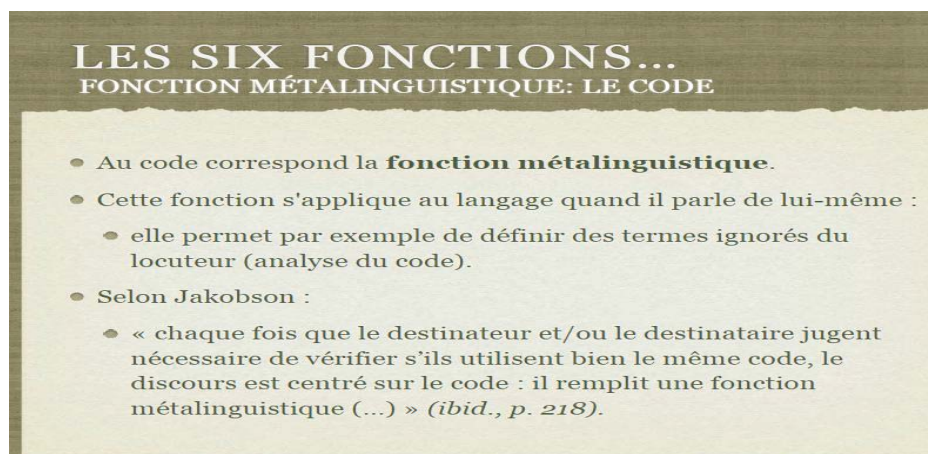 LES SIX FONCTIONS...
FONCTION MÉTALINGUISTIQUE: LE CODE
Au code correspond la fonction métalinguistique.
Cette fonction s'applique au langage quand il parle de lui-même :
elle permet par exemple de définir des termes ignorés du
locuteur (analyse du code).
Selon Jakobson :
« chaque fois que le destinateur et/ou le destinataire jugent
nécessaire de vérifier s’ils utilisent bien le même code, le
discours est centré sur le code : il remplit une fonction
métalinguistique (...) » (ibid., p. 218).